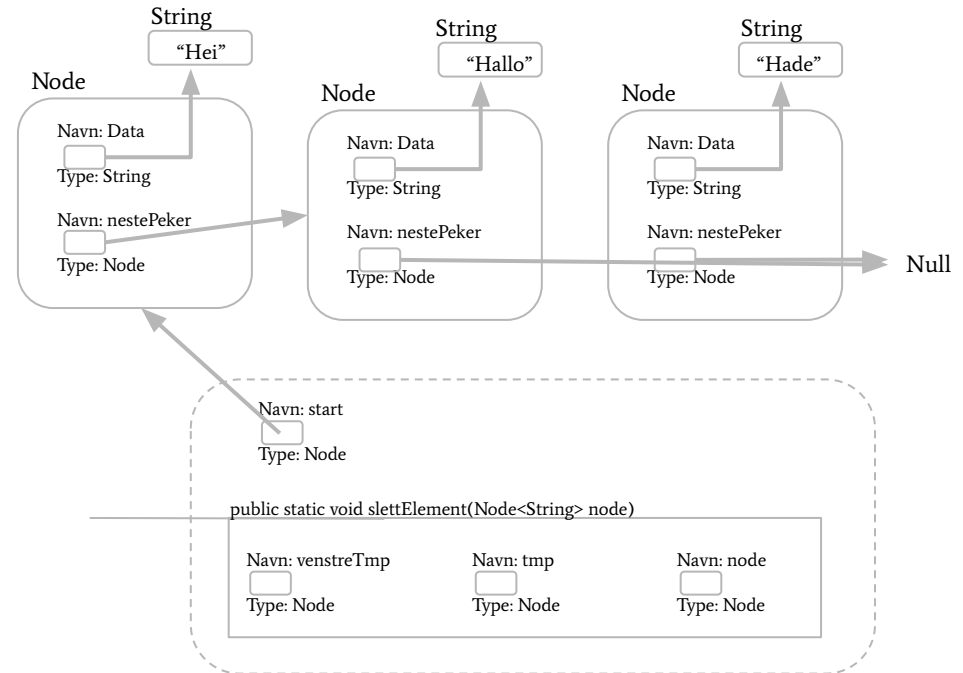 String
“Hei”
Node
Navn: Data
Type: String
Navn: nestePeker
Type: Node
String
“Hallo”
Node
Navn: Data
Type: String
Navn: nestePeker
Type: Node
String
“Hade”
Node
Navn: Data
Type: String
Navn: nestePeker
Type: Node
Null
Navn: start
Type: Node
public static void slettElement(Node<String> node)
Navn: venstreTmp
Type: Node
Navn: tmp
Type: Node
Navn: node
Type: Node